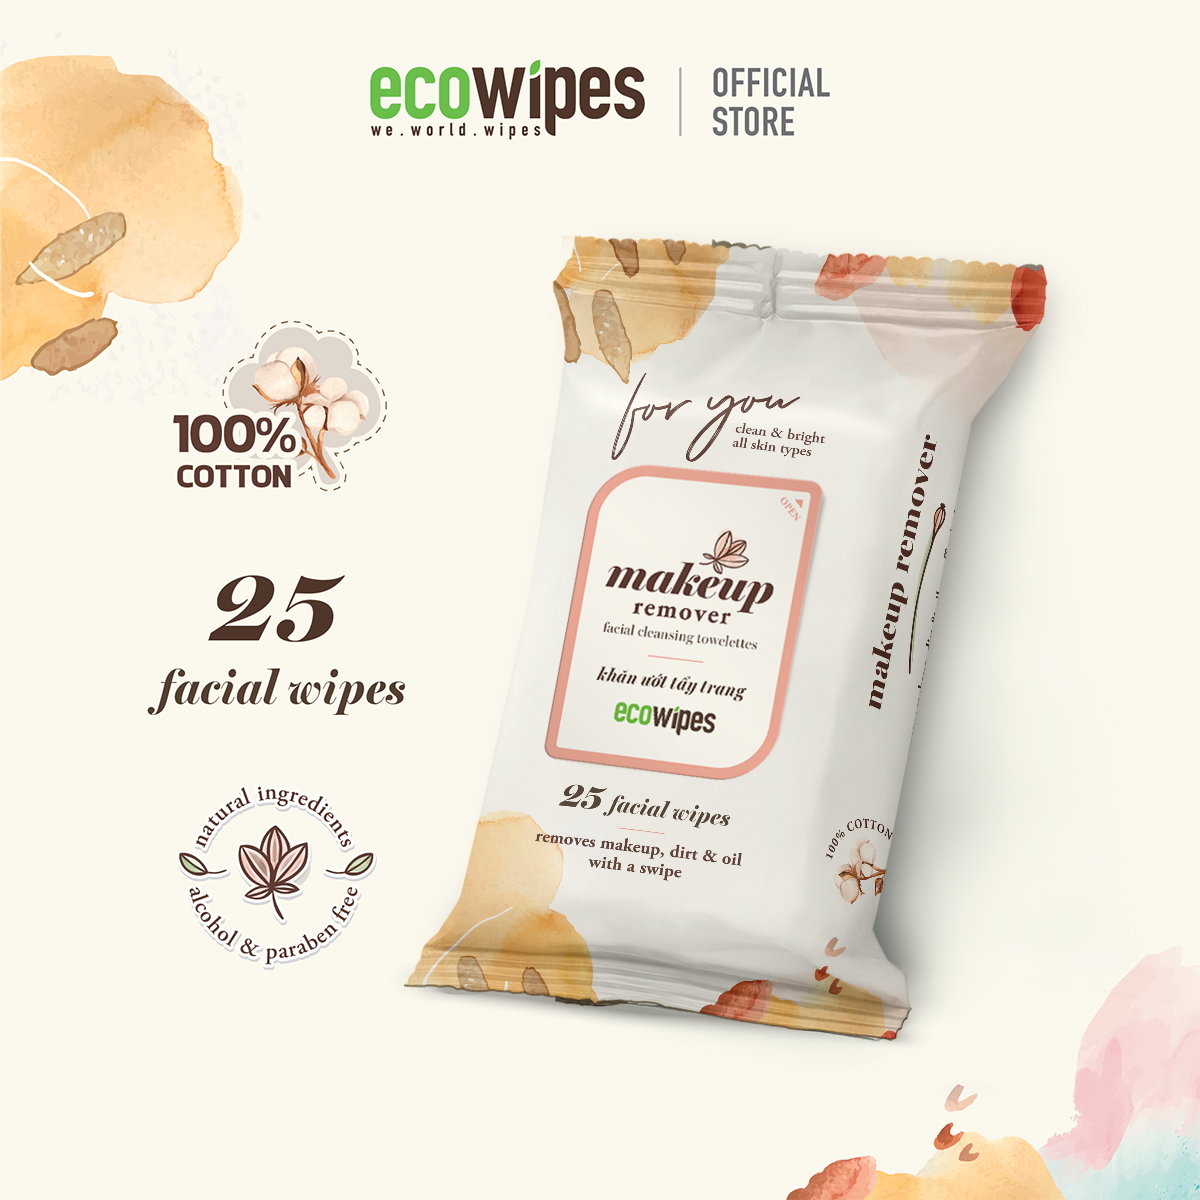 ecowipes
we.world.wipes
OFFICIAL
STORE
100%
COTTON
25
facial wipes
natural ingredients
alcohol & paraben free
for you
clean & bright
all skin types
OPEN
makeup
remover
facial cleansing towelettes
khăn ướt tẩy trang
ecowipes
25 facial wipes
removes makeup, dirt & oil
with a swipe
makeup remover
100% COTTON